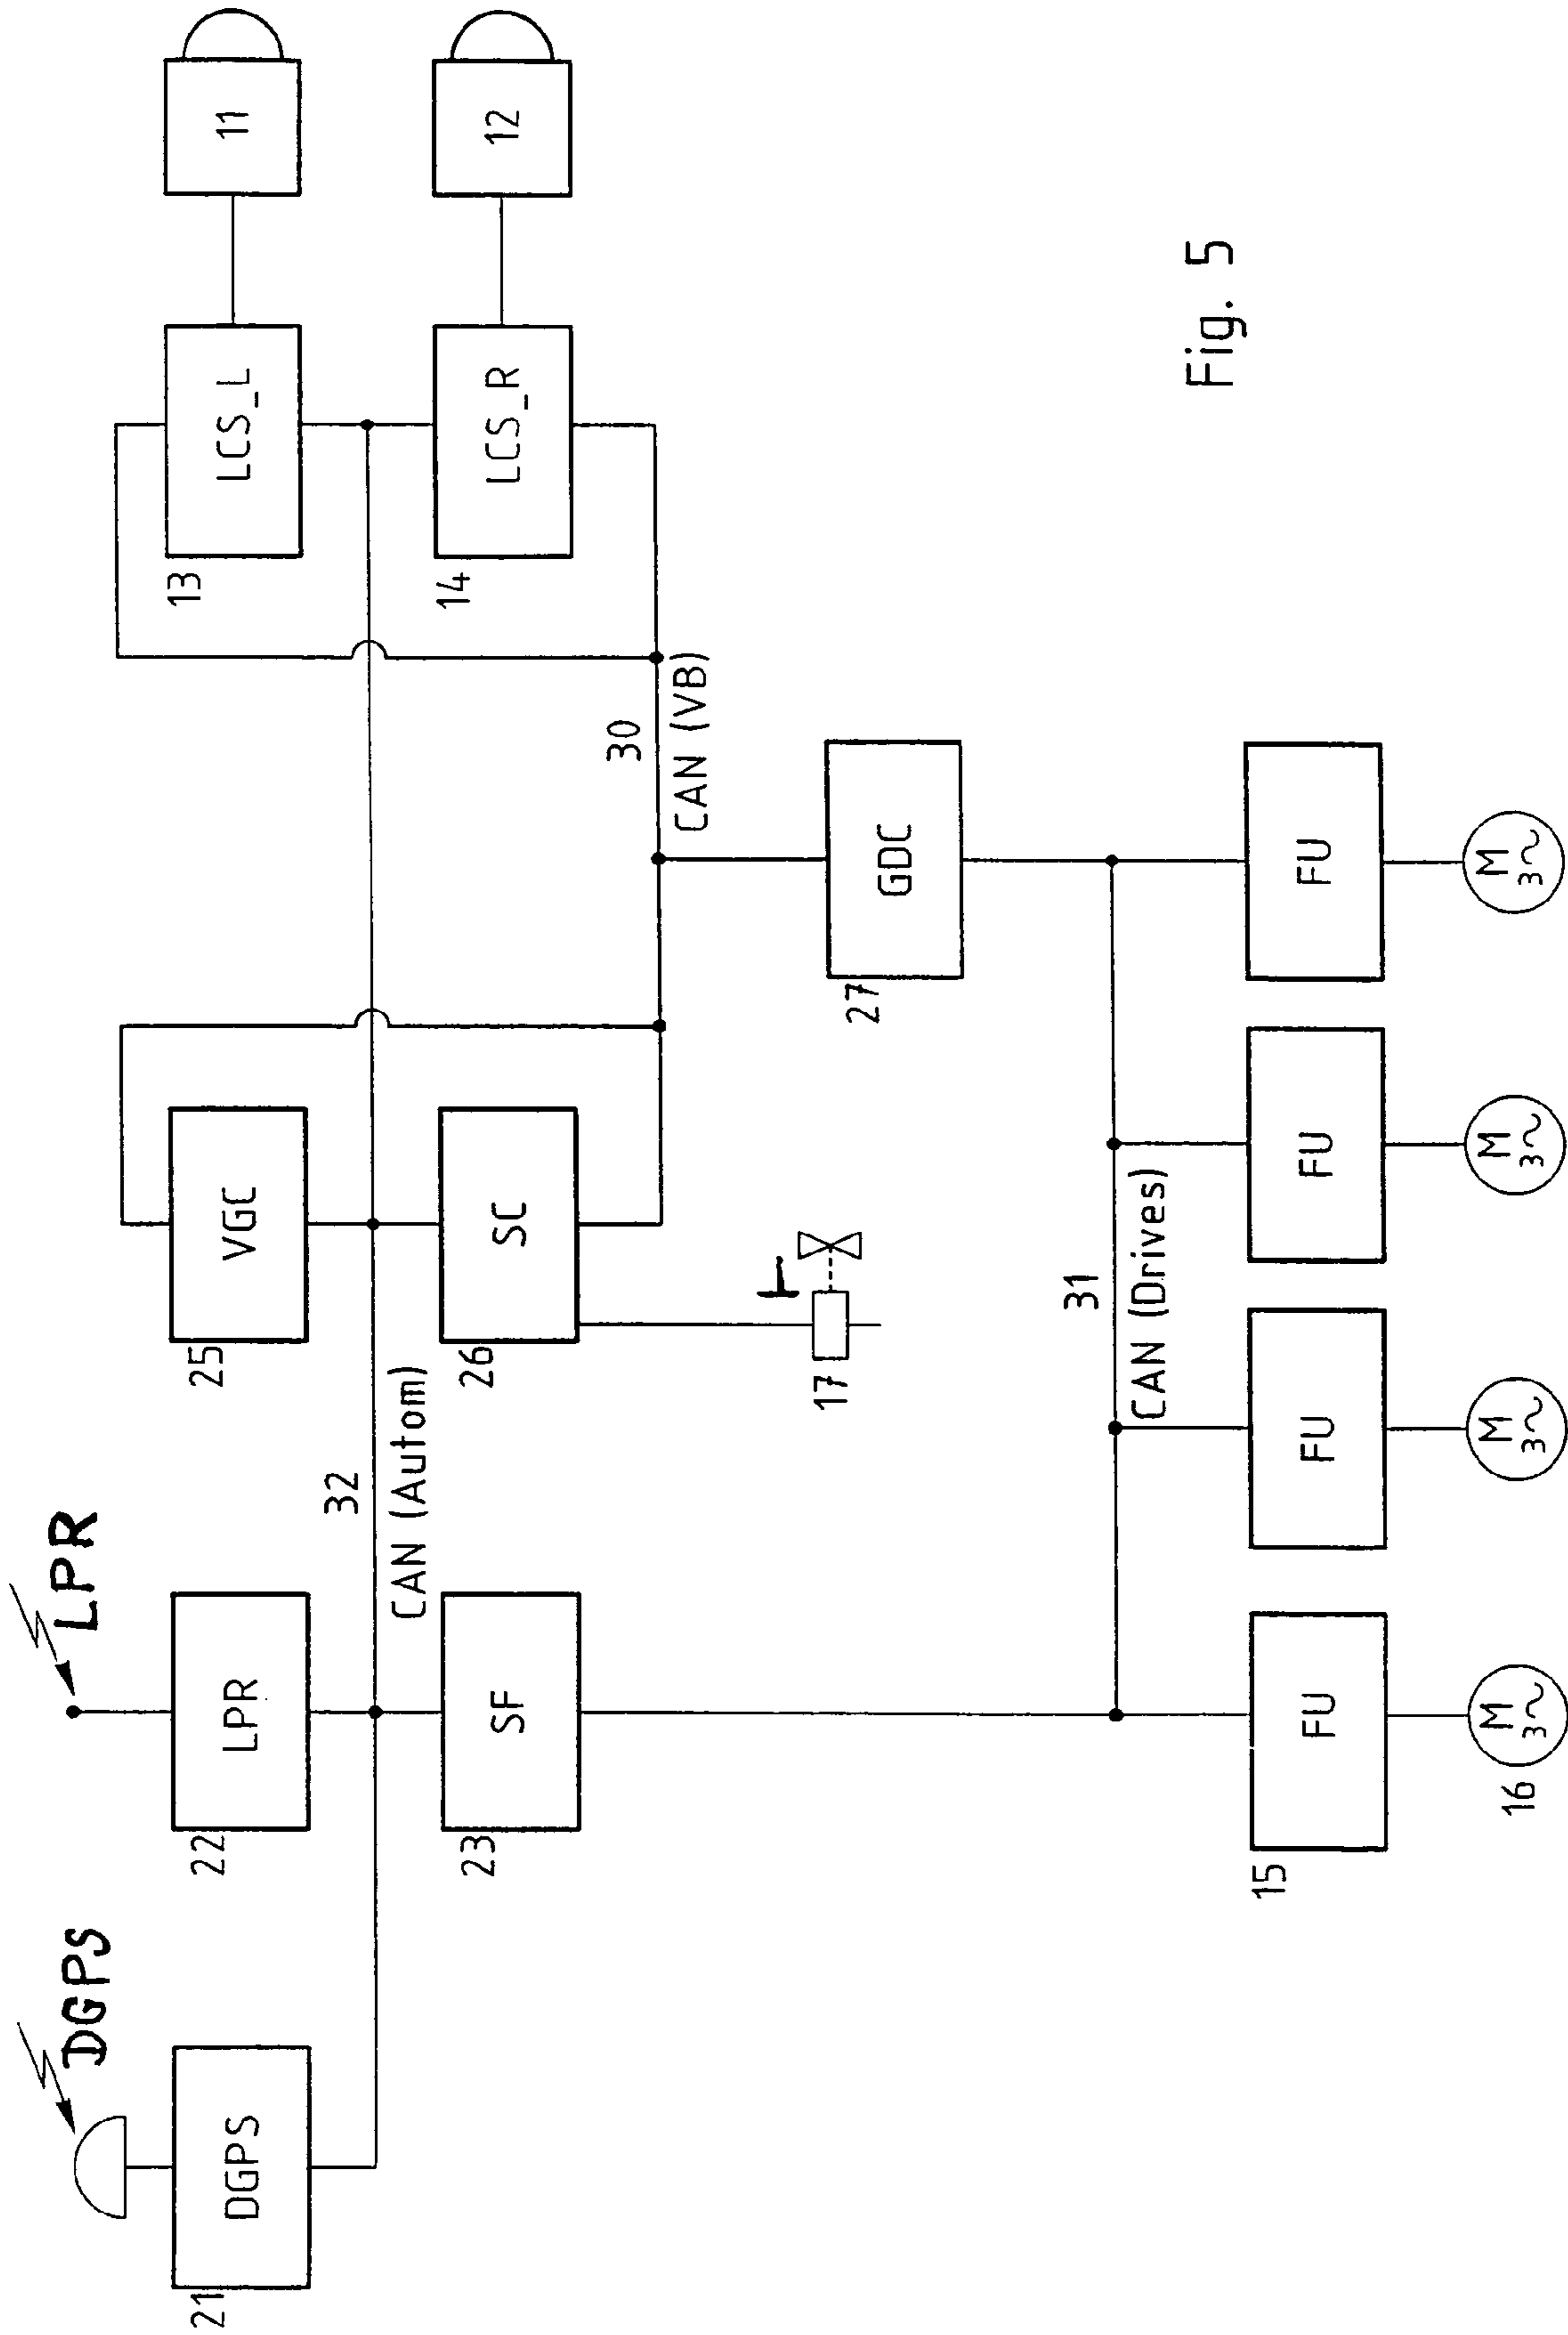 DGPS
LPR
DGPS
21
LPR
22
32
CAN (Autom)
SF
23
VGC
25
SC
26
17
LCS_L
13
LCS_R
14
11
12
30
CAN (VB)
GDC
27
31
CAN (Drives)
FU
15
FU
FU
FU
M
3~
16
M
3~
M
3~
M
3~
Fig. 5